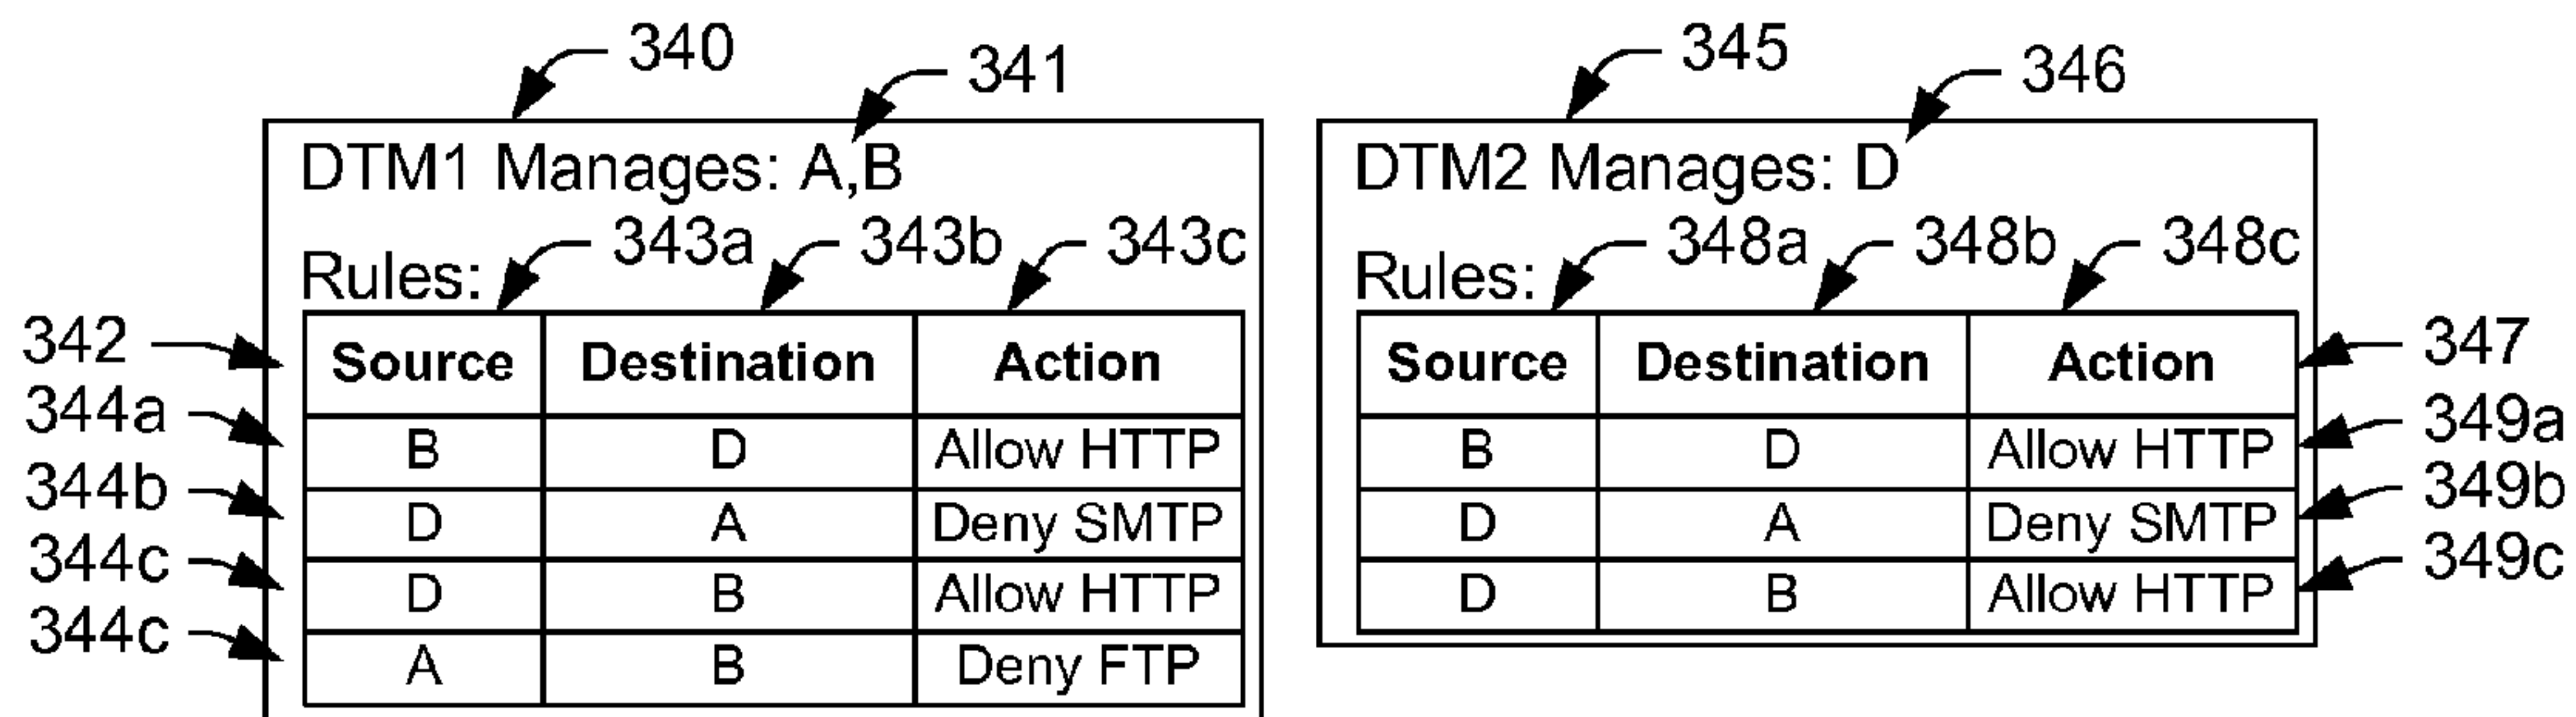 340
341
345
346
DTM1 Manages: A,B
DTM2 Manages: D
343a 343b 343c
348a 348b 348c
Rules:
Rules:
342 Source Destination Action
Source Destination Action 347
344a B D Allow HTTP
B D Allow HTTP 349a
344b D A Deny SMTP
D A Deny SMTP 349b
344c D B Allow HTTP
D B Allow HTTP 349c
344c A B Deny FTP